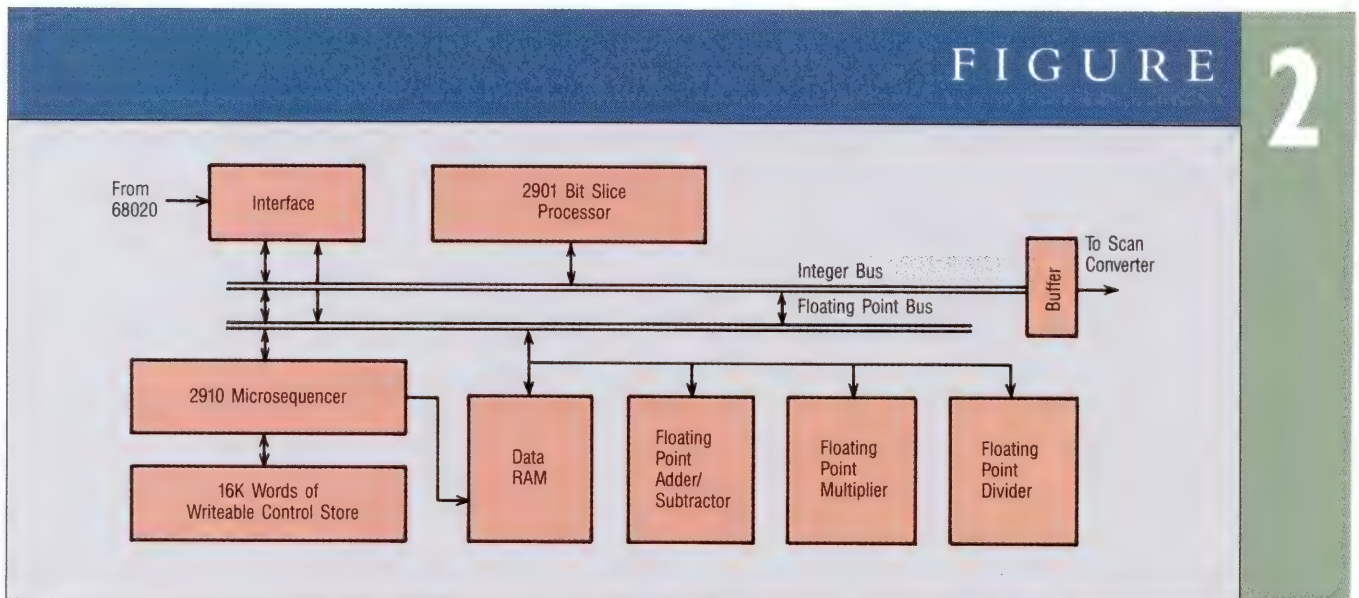 FIGURE
2
From
68020
Interface
2901 Bit Slice
Processor
To Scan
Converter
Buffer
Integer Bus
Floating Point Bus
2910 Microsequencer
16K Words of
Writeable Control Store
Data
RAM
Floating
Point
Adder/
Subtractor
Floating
Point
Multiplier
Floating
Point
Divider